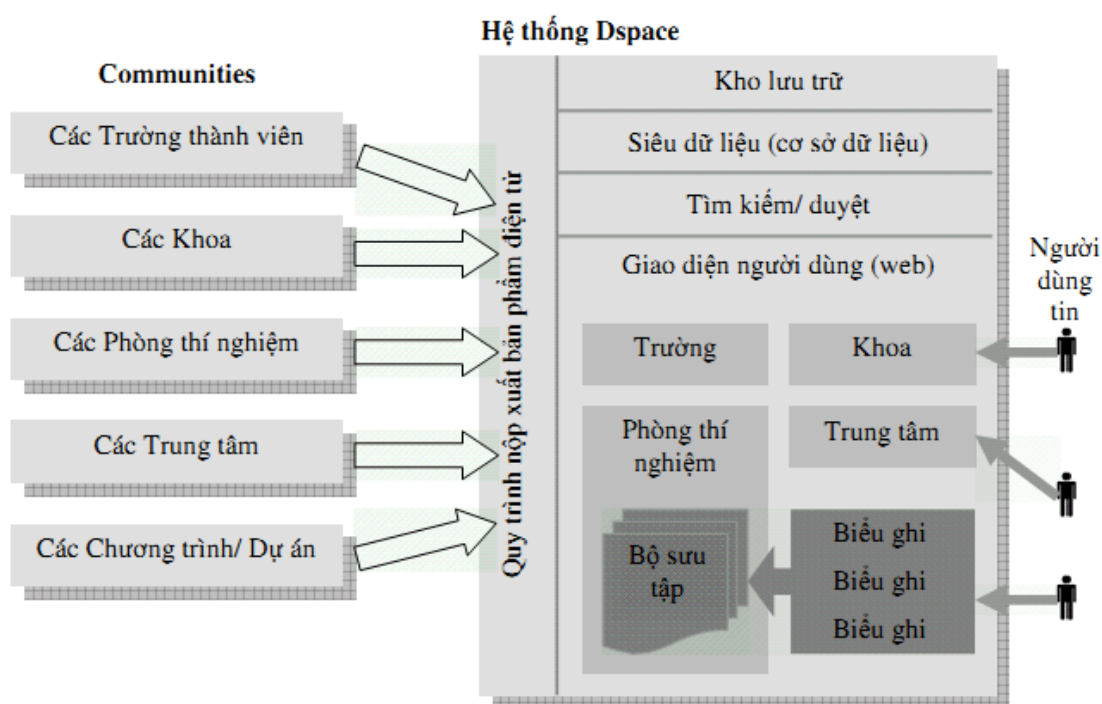 Hệ thống Dspace
Communities
Các Trường thành viên
Các Khoa
Các Phòng thí nghiệm
Các Trung tâm
Các Chương trình/ Dự án
Quy trình nộp xuất bản phẩm điện tử
Kho lưu trữ
Siêu dữ liệu (cơ sở dữ liệu)
Tìm kiếm/ duyệt
Giao diện người dùng (web)
Trường
Khoa
Phòng thí
nghiệm
Trung tâm
Bộ sưu
tập
Biểu ghi
Biểu ghi
Biểu ghi
Người
dùng
tin